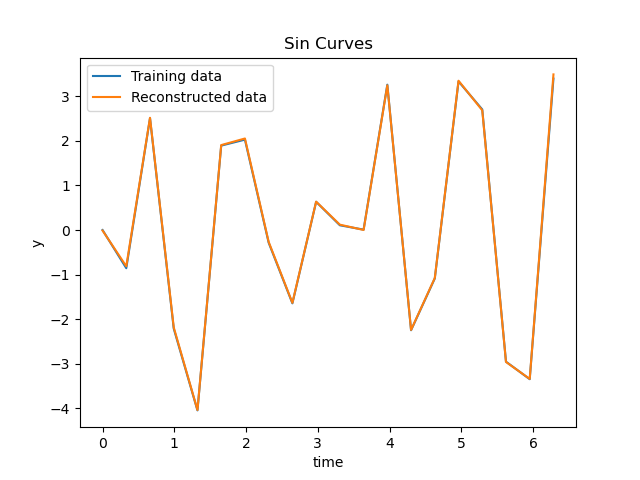 Sin Curves
Training data
Reconstructed data
3
2
1
0
−1
−2
−3
−4
y
0 1 2 3 4 5 6
time